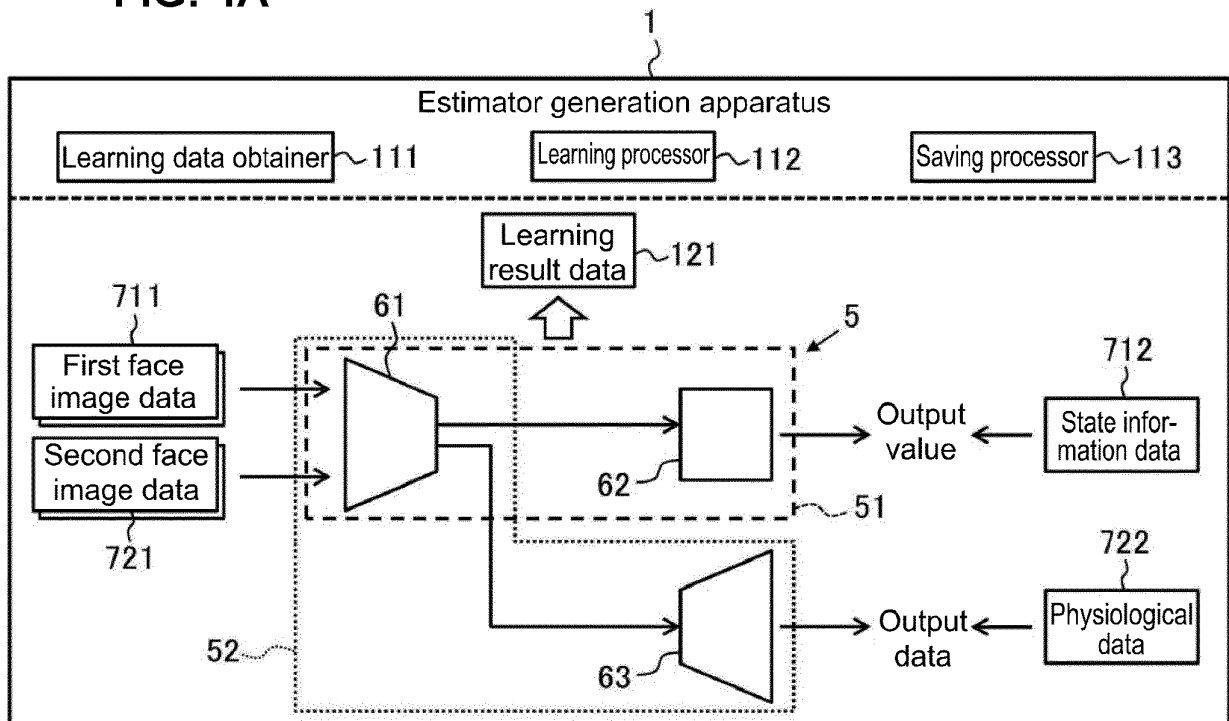 FIG. 4A
1
Estimator generation apparatus
Learning data obtainer
111
Learning processor
112
Saving processor
113
Learning
result data
121
711
61
5
712
First face
image data
Output
value
State infor-
mation data
Second face
image data
62
51
721
722
52
63
Output
data
Physiological
data